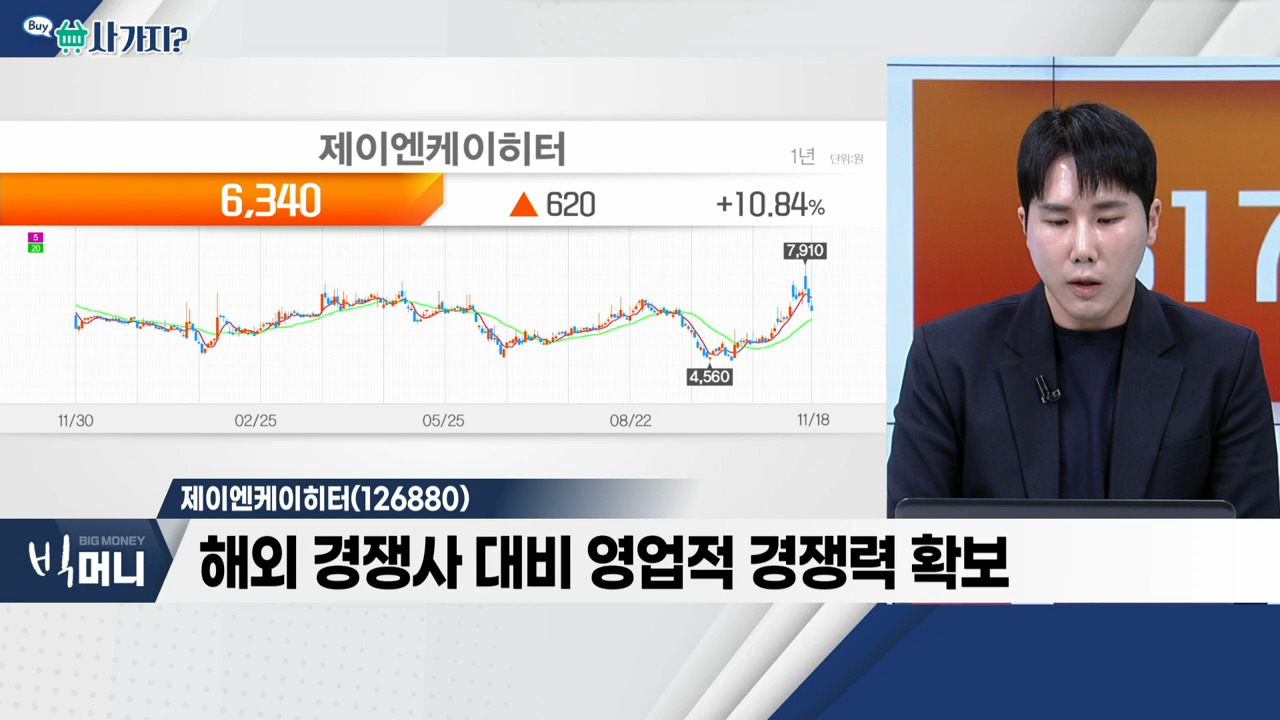 Buy
사가지?
제이엔케이히터
1년 단위:원
6,340 ▲ 620 +10.84%
5
20
7,910
4,560
11/30 02/25 05/25 08/22 11/18
17
제이엔케이히터(126880)
BIG MONEY
빅머니
해외 경쟁사 대비 영업적 경쟁력 확보